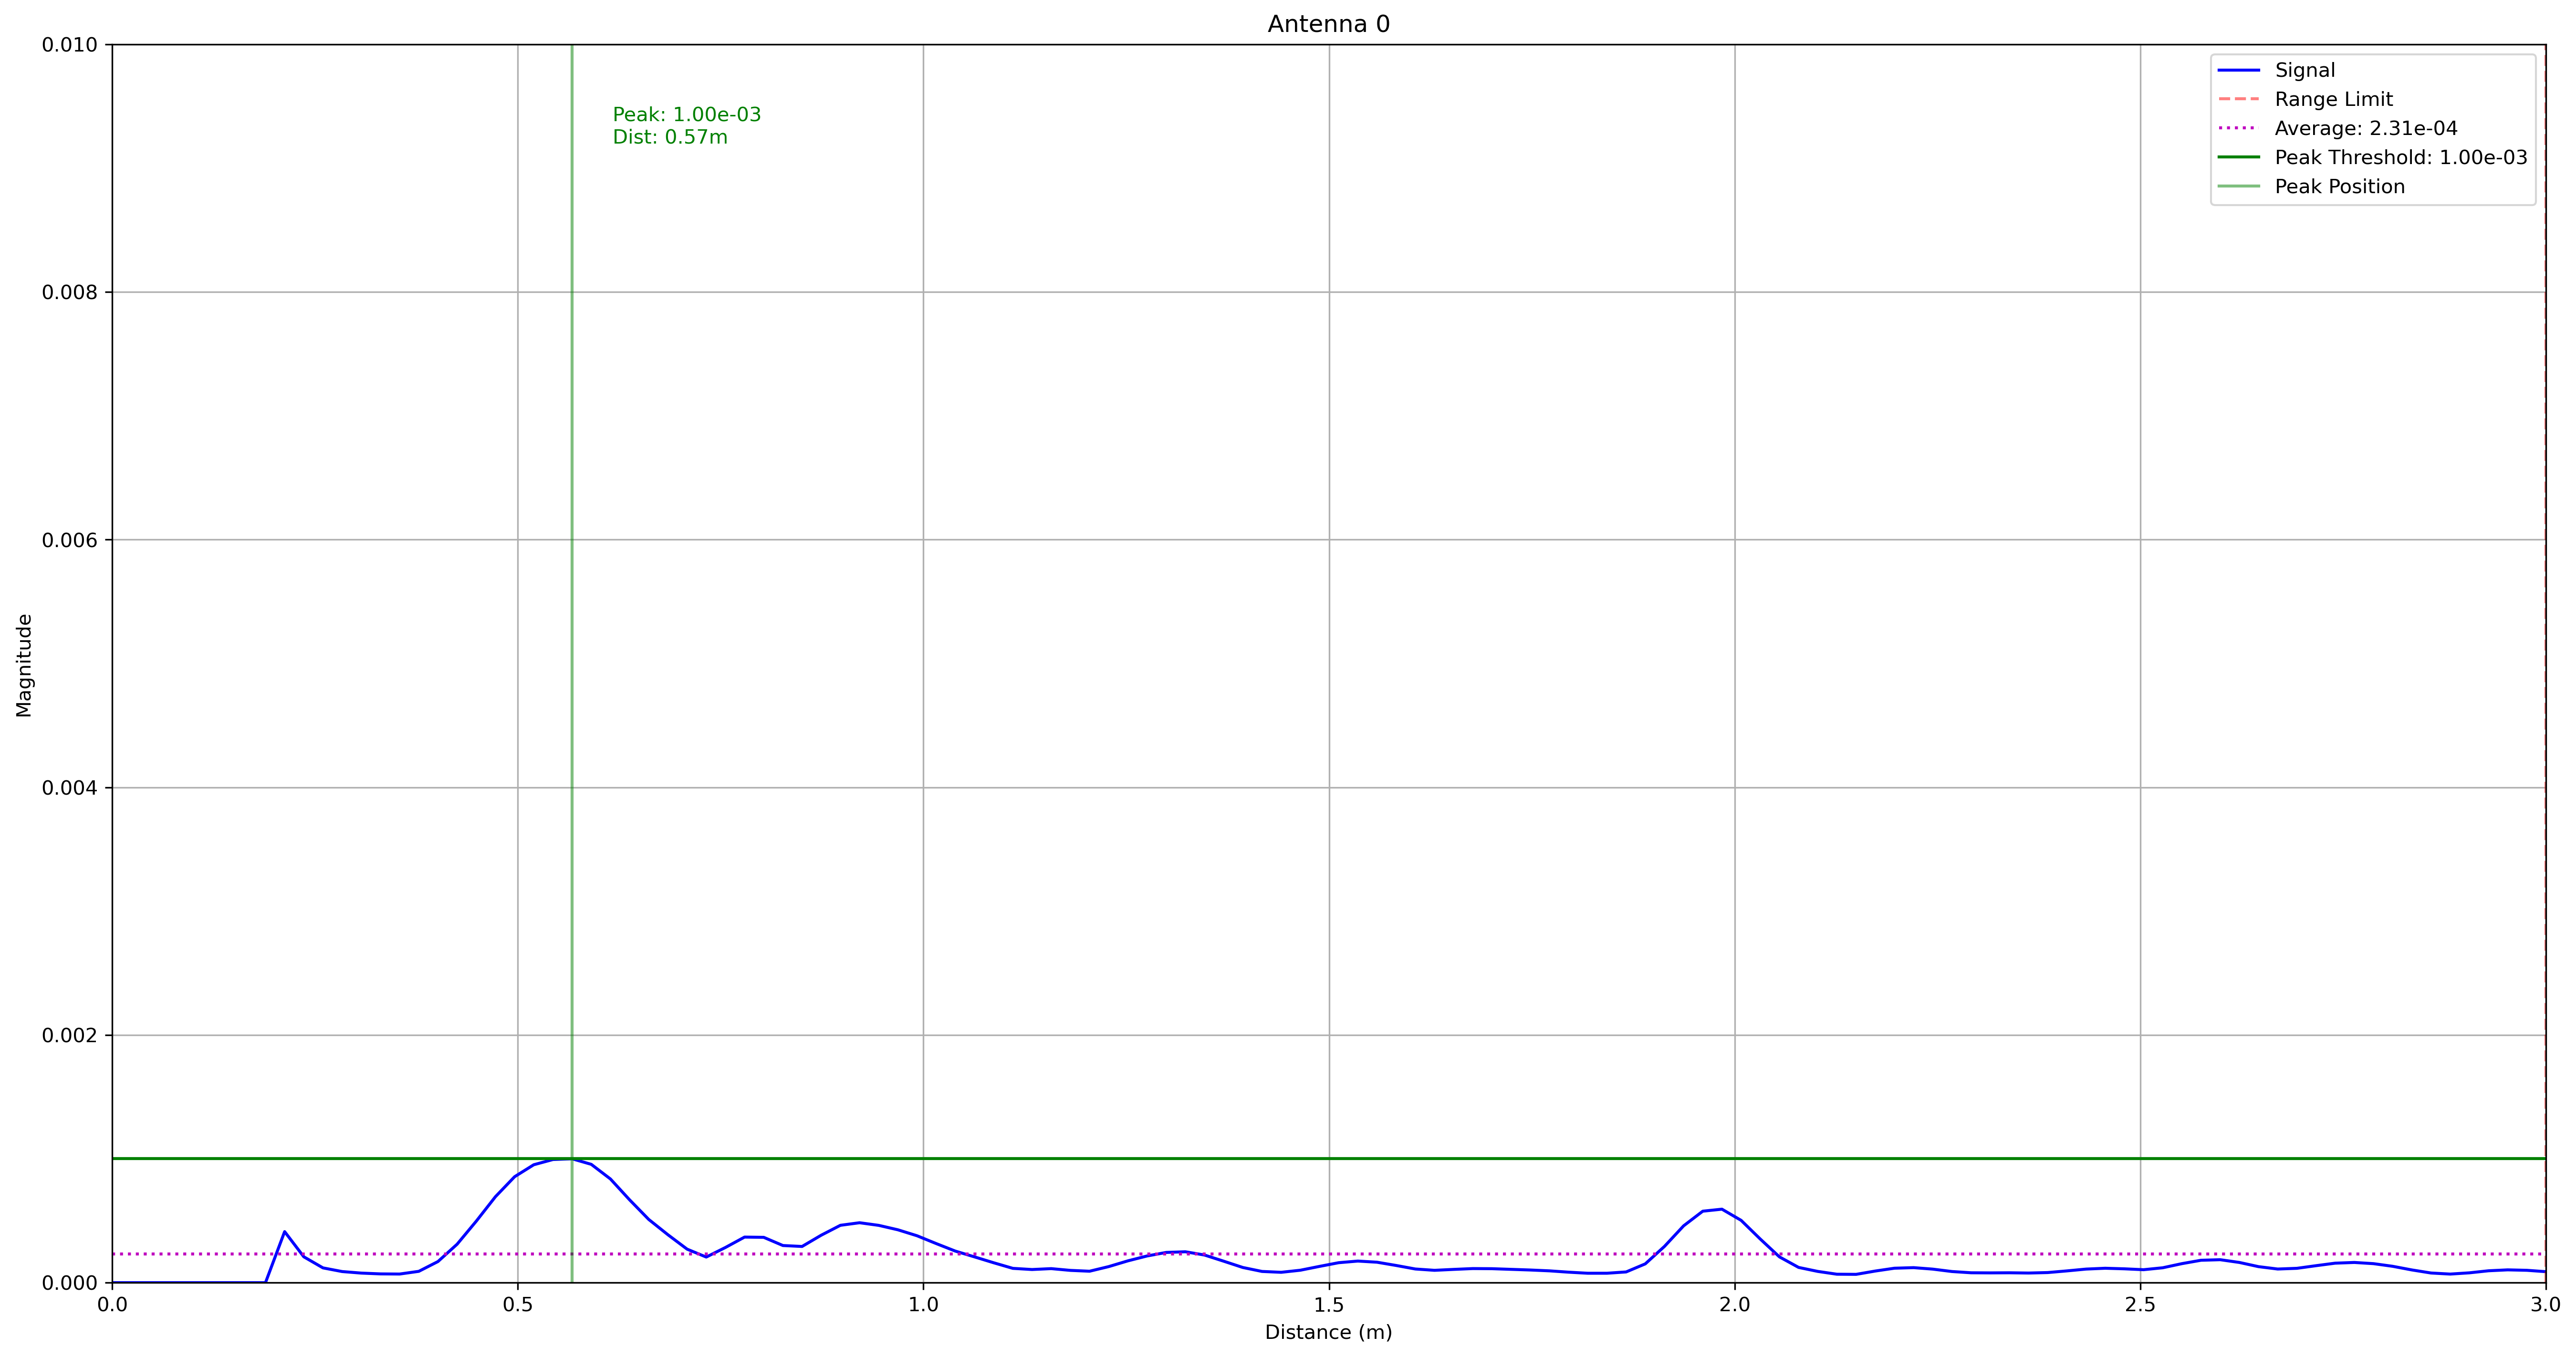 Antenna 0
0.010
0.008
0.006
0.004
0.002
0.000
Magnitude
Peak: 1.00e-03
Dist: 0.57m
Signal
Range Limit
Average: 2.31e-04
Peak Threshold: 1.00e-03
Peak Position
0.0 0.5 1.0 1.5 2.0 2.5 3.0
Distance (m)